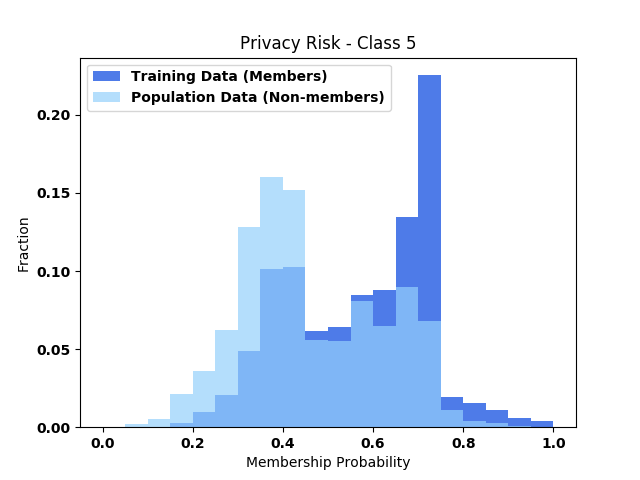 Privacy Risk - Class 5
Training Data (Members)
Population Data (Non-members)
0.20
0.15
0.10
0.05
0.00
Fraction
0.0 0.2 0.4 0.6 0.8 1.0
Membership Probability